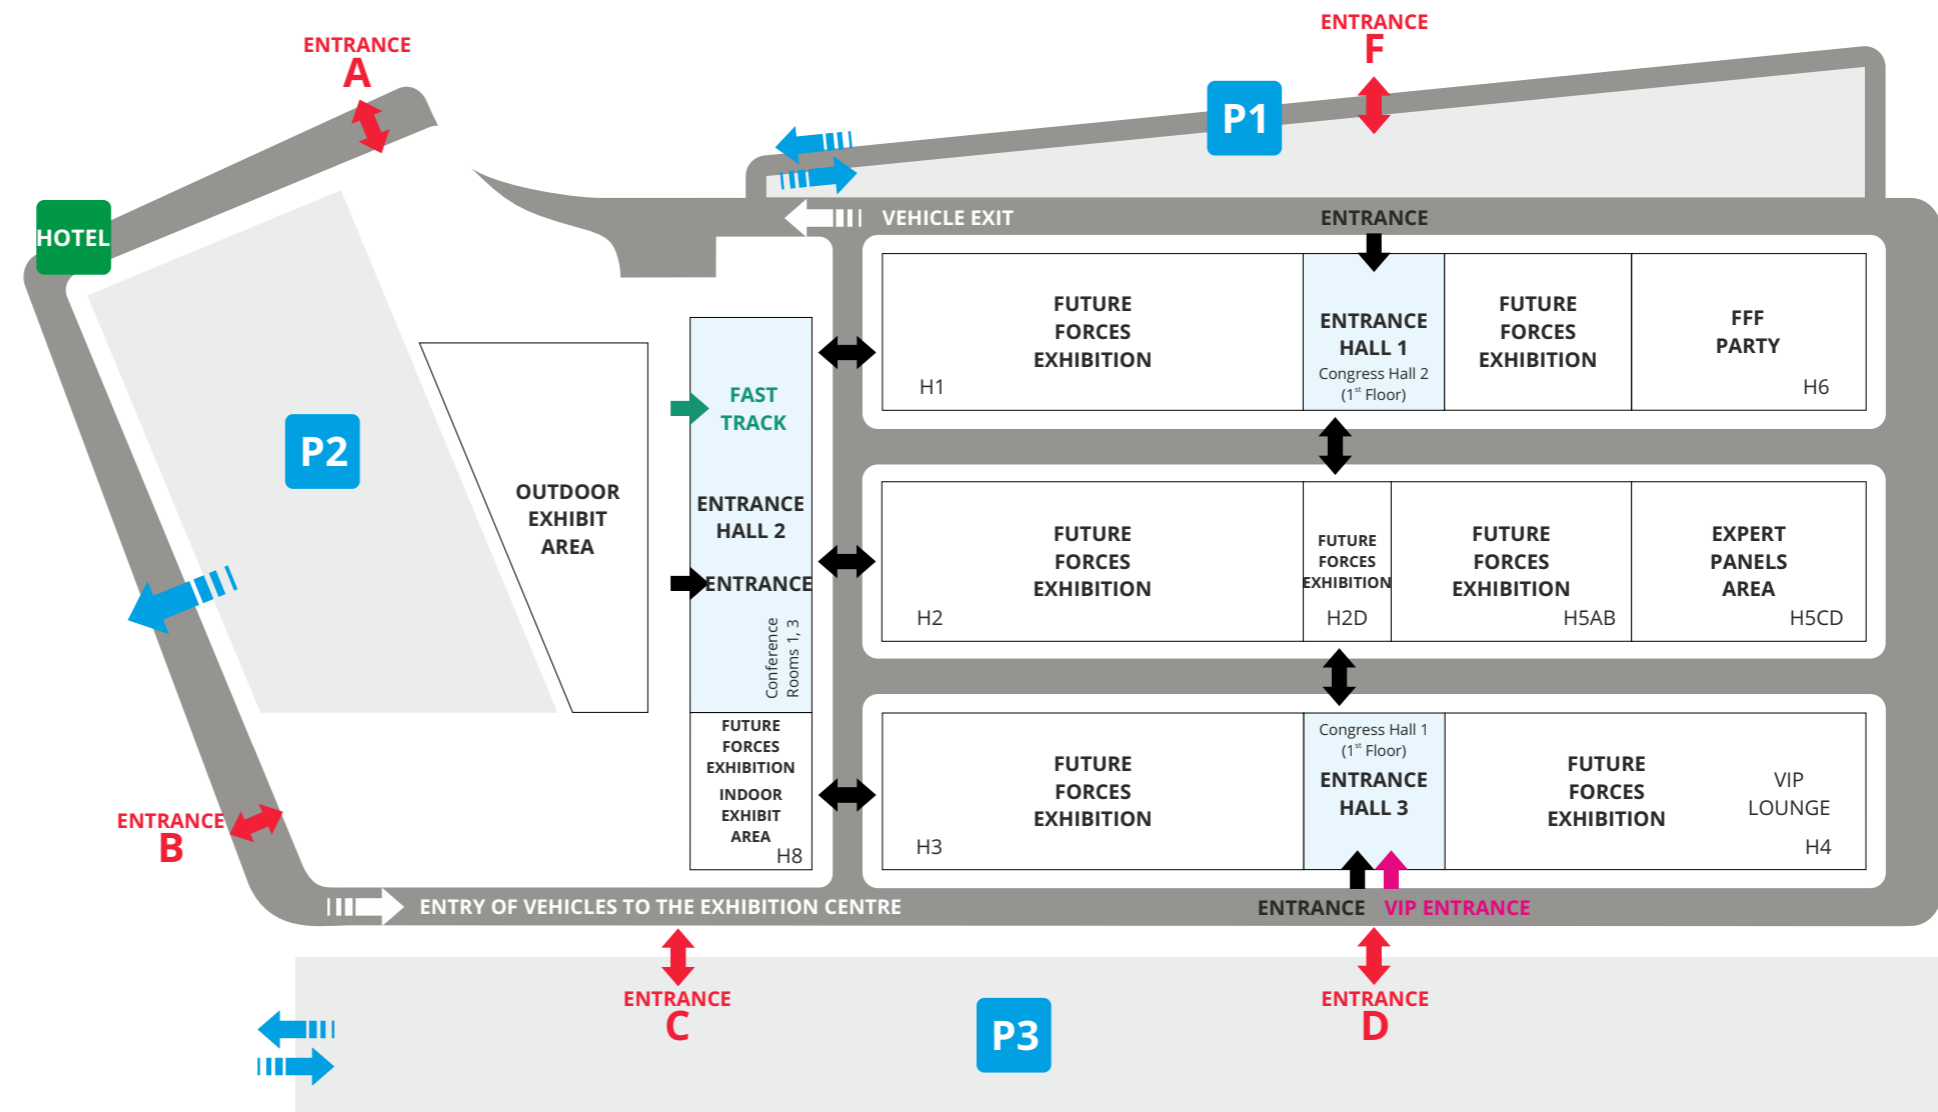 ENTRANCE
A
ENTRANCE
F
P1
HOTEL
VEHICLE EXIT
ENTRANCE
FUTURE
FORCES
EXHIBITION
H1
ENTRANCE
HALL 1
Congress Hall 2
(1st Floor)
FUTURE
FORCES
EXHIBITION
FFF
PARTY
H6
P2
OUTDOOR
EXHIBIT
AREA
FAST
TRACK
ENTRANCE
HALL 2
ENTRANCE
Conference
Rooms 1, 3
FUTURE
FORCES
EXHIBITION
H2
FUTURE
FORCES
EXHIBITION
H2D
FUTURE
FORCES
EXHIBITION
H5AB
EXPERT
PANELS
AREA
H5CD
FUTURE
FORCES
EXHIBITION
INDOOR
EXHIBIT
AREA
H8
FUTURE
FORCES
EXHIBITION
H3
Congress Hall 1
(1st Floor)
ENTRANCE
HALL 3
FUTURE
FORCES
EXHIBITION
VIP
LOUNGE
H4
ENTRANCE
B
ENTRY OF VEHICLES TO THE EXHIBITION CENTRE
ENTRANCE
VIP ENTRANCE
ENTRANCE
C
P3
ENTRANCE
D